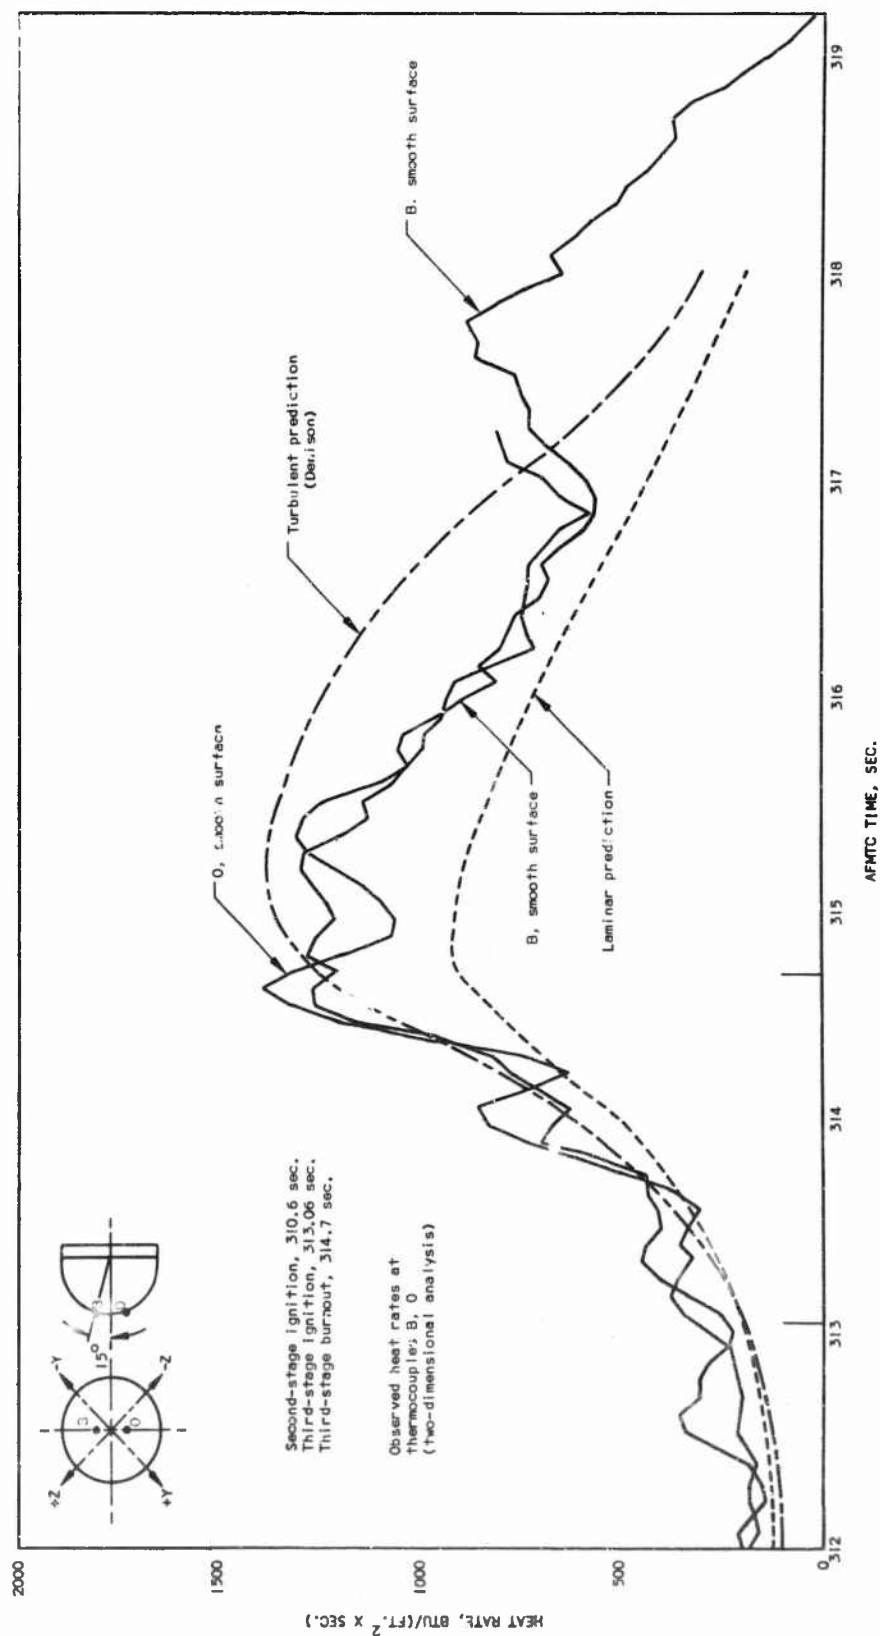 2000
1500
1000
500
0
HEAT RATE, BTU/(FT.² X SEC.)
312
313
314
315
316
317
318
319
AFMTC TIME, SEC.
+Z
-Y
+Y
-Z
B
O
15°
B
O
Second-stage ignition, 310.6 sec.
Third-stage ignition, 313.06 sec.
Third-stage burnout, 314.7 sec.
Observed heat rates at
thermocouples B, O
(two-dimensional analysis)
O, smooth surface
Turbulent prediction
(Denison)
B, smooth surface
Laminar prediction
B. smooth surface